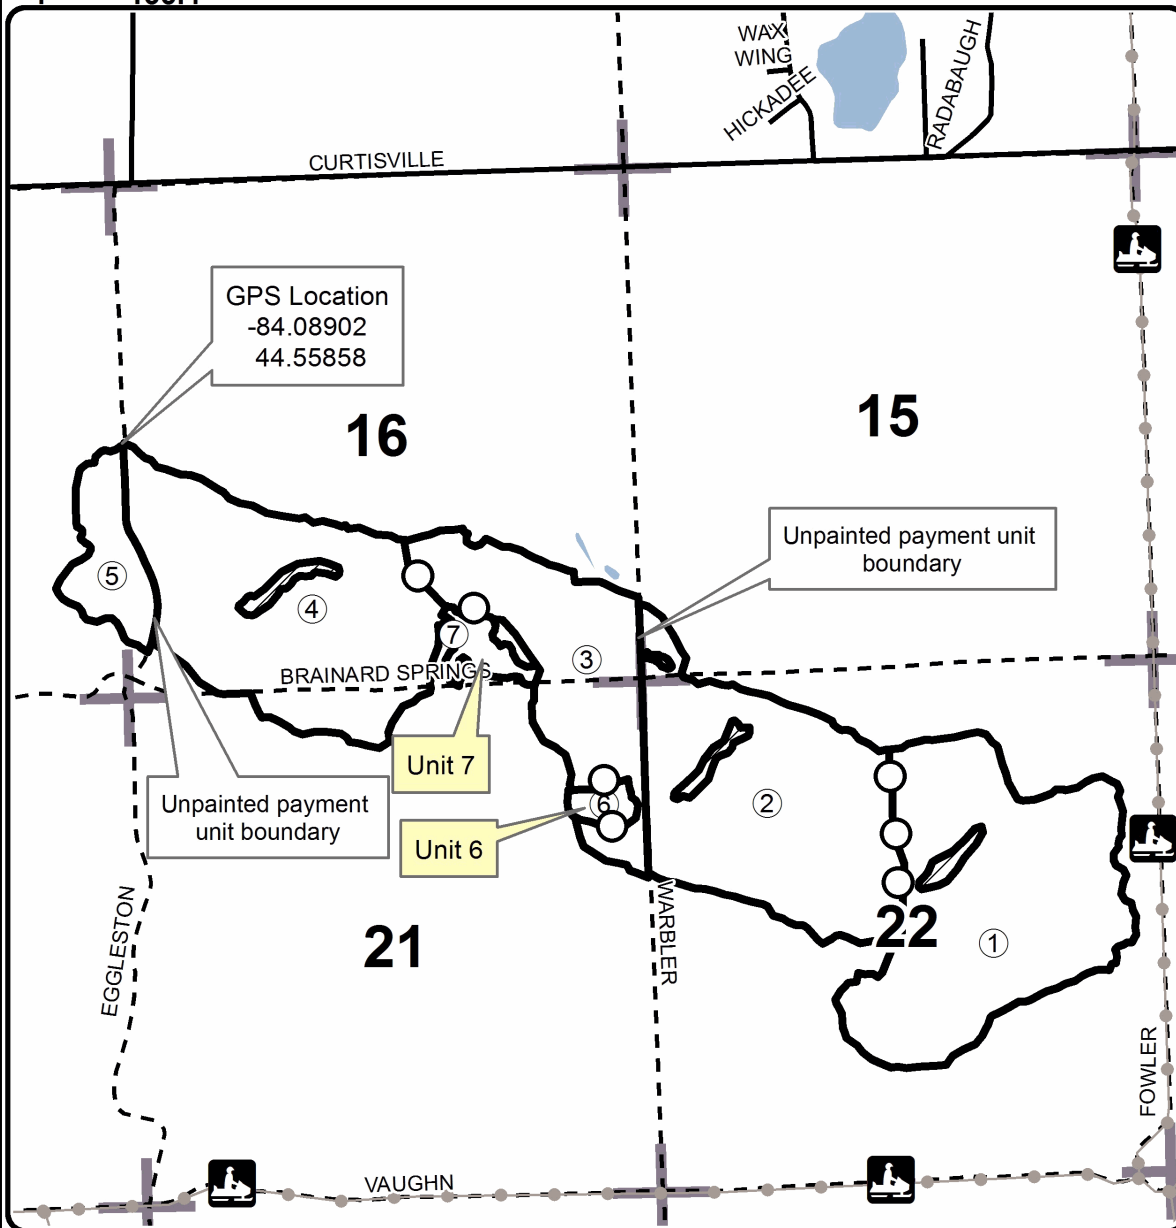 WAX
WING
HICKADEE
RADABAUGH
CURTISVILLE
GPS Location
-84.08902
44.55858
16
15
Unpainted payment unit
boundary
5
4
7
3
BRAINARD SPRINGS
Unit 7
6
2
Unpainted payment
unit boundary
Unit 6
EGGLESTON
WARBLER
21
22
1
FOWLER
VAUGHN